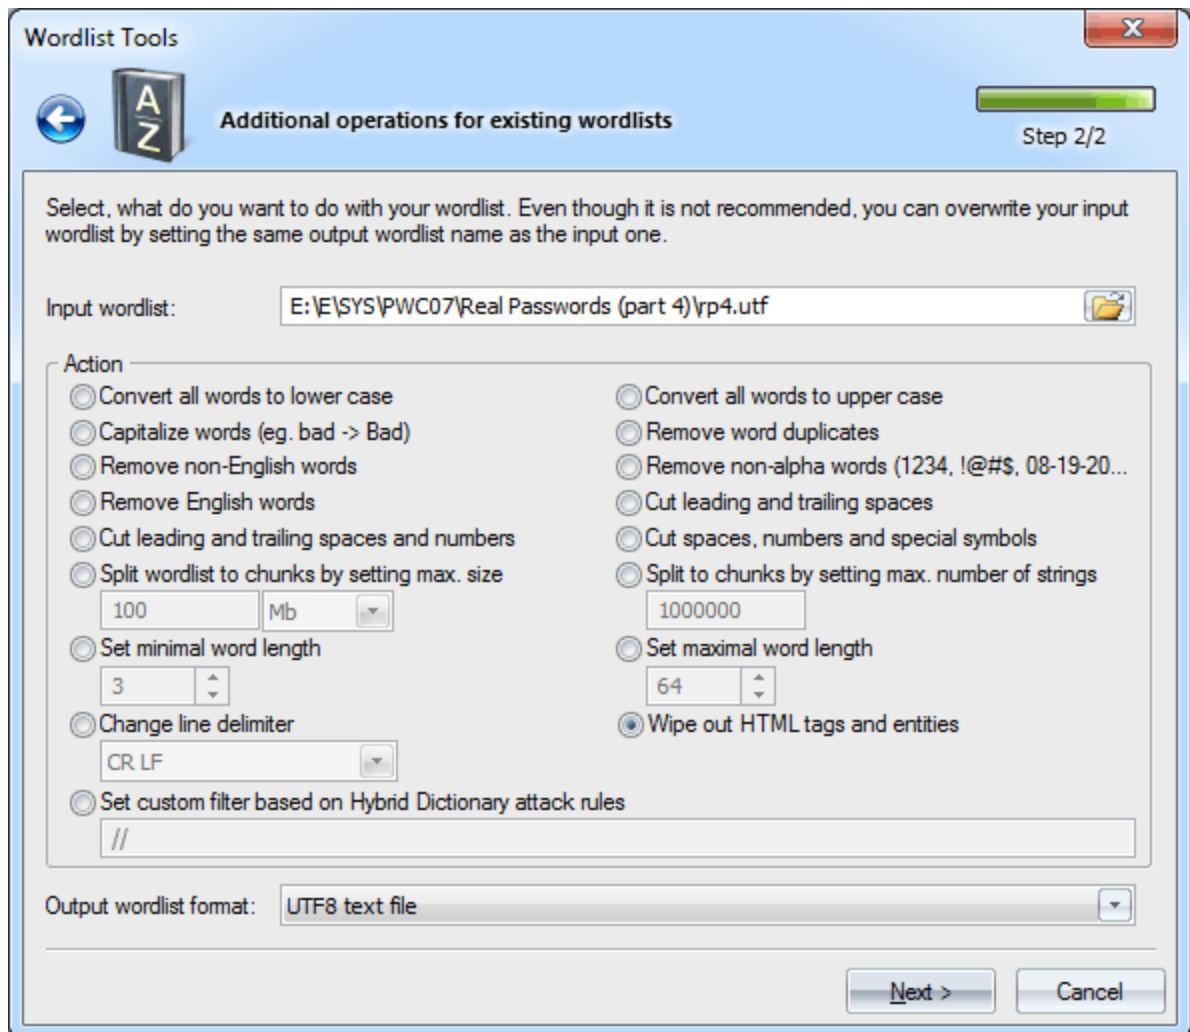 Wordlist Tools
A
Z
Additional operations for existing wordlists
Step 2/2
Select, what do you want to do with your wordlist. Even though it is not recommended, you can overwrite your input
wordlist by setting the same output wordlist name as the input one.
Input wordlist: E:\E\SYS\PWC07\Real Passwords (part 4)\rp4.utf
Action
Convert all words to lower case Convert all words to upper case
Capitalize words (eg. bad -> Bad) Remove word duplicates
Remove non-English words Remove non-alpha words (1234, !@#$, 08-19-20...
Remove English words Cut leading and trailing spaces
Cut leading and trailing spaces and numbers Cut spaces, numbers and special symbols
Split wordlist to chunks by setting max. size Split to chunks by setting max. number of strings
100 Mb 1000000
Set minimal word length Set maximal word length
3 64
Change line delimiter Wipe out HTML tags and entities
CR LF
Set custom filter based on Hybrid Dictionary attack rules
//
Output wordlist format: UTF8 text file
Next > Cancel